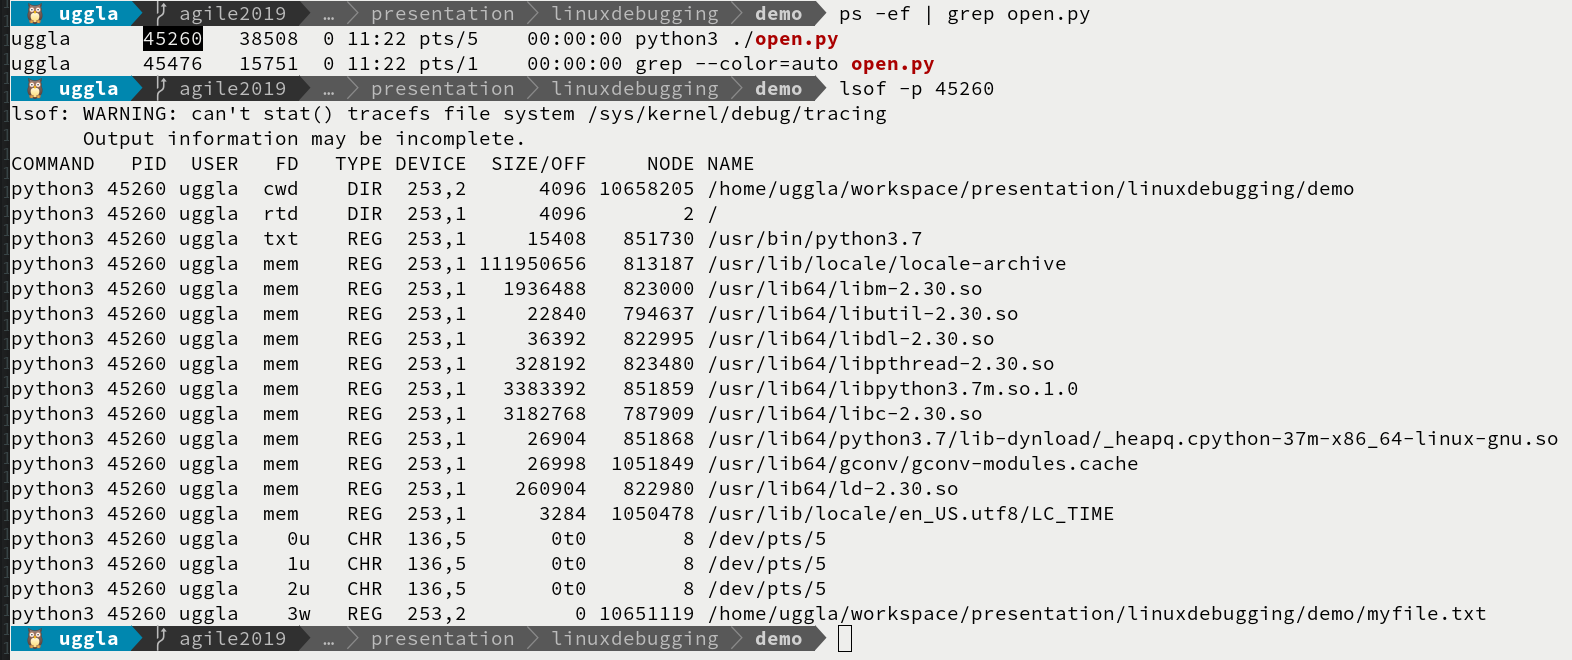 uggla agile2019 … presentation linuxdebugging demo ps -ef | grep open.py
uggla 45260 38508 0 11:22 pts/5 00:00:00 python3 ./open.py
uggla 45476 15751 0 11:22 pts/1 00:00:00 grep --color=auto open.py
uggla agile2019 … presentation linuxdebugging demo lsof -p 45260
lsof: WARNING: can't stat() tracefs file system /sys/kernel/debug/tracing
Output information may be incomplete.
COMMAND PID USER FD TYPE DEVICE SIZE/OFF NODE NAME
python3 45260 uggla cwd DIR 253,2 4096 10658205 /home/uggla/workspace/presentation/linuxdebugging/demo
python3 45260 uggla rtd DIR 253,1 4096 2 /
python3 45260 uggla txt REG 253,1 15408 851730 /usr/bin/python3.7
python3 45260 uggla mem REG 253,1 111950656 813187 /usr/lib/locale/locale-archive
python3 45260 uggla mem REG 253,1 1936488 823000 /usr/lib64/libm-2.30.so
python3 45260 uggla mem REG 253,1 22840 794637 /usr/lib64/libutil-2.30.so
python3 45260 uggla mem REG 253,1 36392 822995 /usr/lib64/libdl-2.30.so
python3 45260 uggla mem REG 253,1 328192 823480 /usr/lib64/libpthread-2.30.so
python3 45260 uggla mem REG 253,1 3383392 851859 /usr/lib64/libpython3.7m.so.1.0
python3 45260 uggla mem REG 253,1 3182768 787909 /usr/lib64/libc-2.30.so
python3 45260 uggla mem REG 253,1 26904 851868 /usr/lib64/python3.7/lib-dynload/_heapq.cpython-37m-x86_64-linux-gnu.so
python3 45260 uggla mem REG 253,1 26998 1051849 /usr/lib64/gconv/gconv-modules.cache
python3 45260 uggla mem REG 253,1 260904 822980 /usr/lib64/ld-2.30.so
python3 45260 uggla mem REG 253,1 3284 1050478 /usr/lib/locale/en_US.utf8/LC_TIME
python3 45260 uggla 0u CHR 136,5 0t0 8 /dev/pts/5
python3 45260 uggla 1u CHR 136,5 0t0 8 /dev/pts/5
python3 45260 uggla 2u CHR 136,5 0t0 8 /dev/pts/5
python3 45260 uggla 3w REG 253,2 0 10651119 /home/uggla/workspace/presentation/linuxdebugging/demo/myfile.txt
uggla agile2019 … presentation linuxdebugging demo